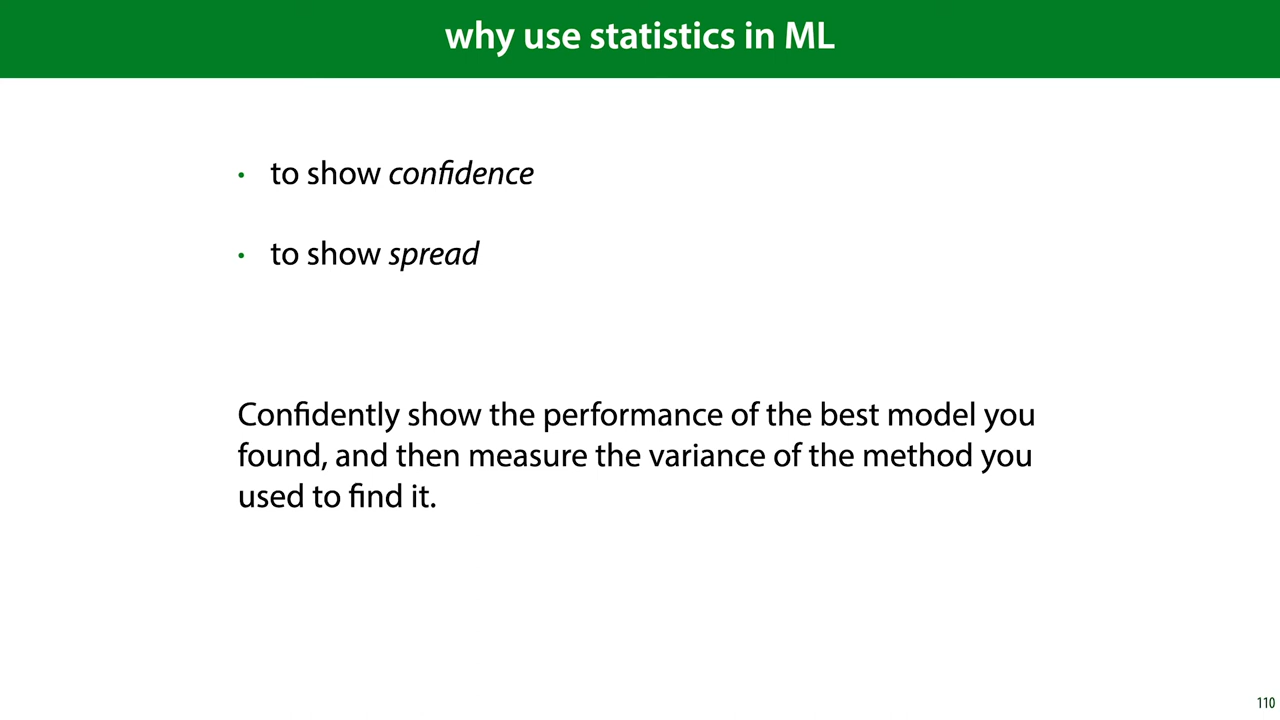 why use statistics in ML
• to show confidence
• to show spread
Confidently show the performance of the best model you
found, and then measure the variance of the method you
used to find it.
110